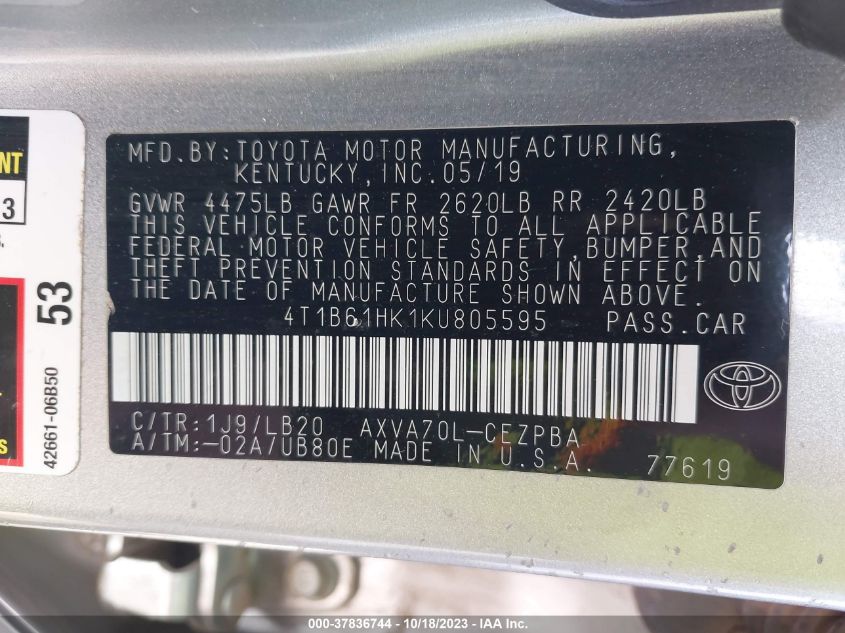 NT
3
S.
53
42661-06B50
S
MFD.BY:TOYOTA MOTOR MANUFACTURING,
KENTUCKY,INC.05/19
GVWR 4475LB GAWR FR 2620LB RR 2420LB
THIS VEHICLE CONFORMS TO ALL APPLICABLE
FEDERAL MOTOR VEHICLE SAFETY,BUMPER,AND
THEFT PREVENTION STANDARDS IN EFFECT ON
THE DATE OF MANUFACTURE SHOWN ABOVE.
4T1B61HK1KU805595 PASS.CAR
C/TR:1J9/LB20 AXVA70L-CEZPBA
A/TM:-02A/UB80E MADE IN U.S.A. 77619
000-37836744 - 10/18/2023 - IAA Inc.